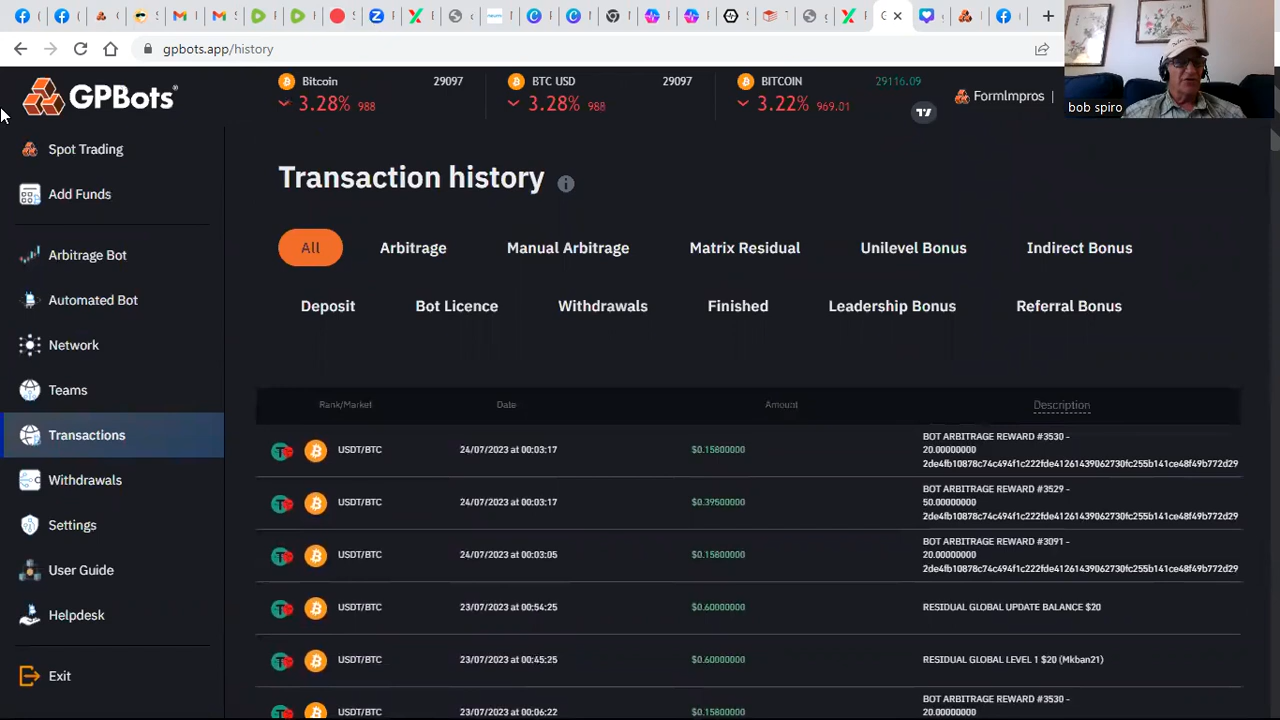 gpbots.app/history
GPBots
Bitcoin 29097
3.28% 988
BTC USD 29097
3.28% 988
BITCOIN 29116.09
3.22% 969.01
FormImpros |
bob spiro
Spot Trading
Add Funds
Arbitrage Bot
Automated Bot
Network
Teams
Transactions
Withdrawals
Settings
User Guide
Helpdesk
Exit
Transaction history
All Arbitrage Manual Arbitrage Matrix Residual Unilevel Bonus Indirect Bonus
Deposit Bot Licence Withdrawals Finished Leadership Bonus Referral Bonus
Rank/Market Date Amount Description
USDT/BTC 24/07/2023 at 00:03:17 $0.15800000 BOT ARBITRAGE REWARD #3530 -
20.00000000
2de4fb10878c74c494f1c222fde41261439062730fc255b141ce48f49b772d29
USDT/BTC 24/07/2023 at 00:03:17 $0.39500000 BOT ARBITRAGE REWARD #3529 -
50.00000000
2de4fb10878c74c494f1c222fde41261439062730fc255b141ce48f49b772d29
USDT/BTC 24/07/2023 at 00:03:05 $0.15800000 BOT ARBITRAGE REWARD #3091 -
20.00000000
2de4fb10878c74c494f1c222fde41261439062730fc255b141ce48f49b772d29
USDT/BTC 23/07/2023 at 00:54:25 $0.60000000 RESIDUAL GLOBAL UPDATE BALANCE $20
USDT/BTC 23/07/2023 at 00:45:25 $0.60000000 RESIDUAL GLOBAL LEVEL 1 $20 (Mkban21)
USDT/BTC 23/07/2023 at 00:06:22 $0.15800000 BOT ARBITRAGE REWARD #3530 -
20.00000000